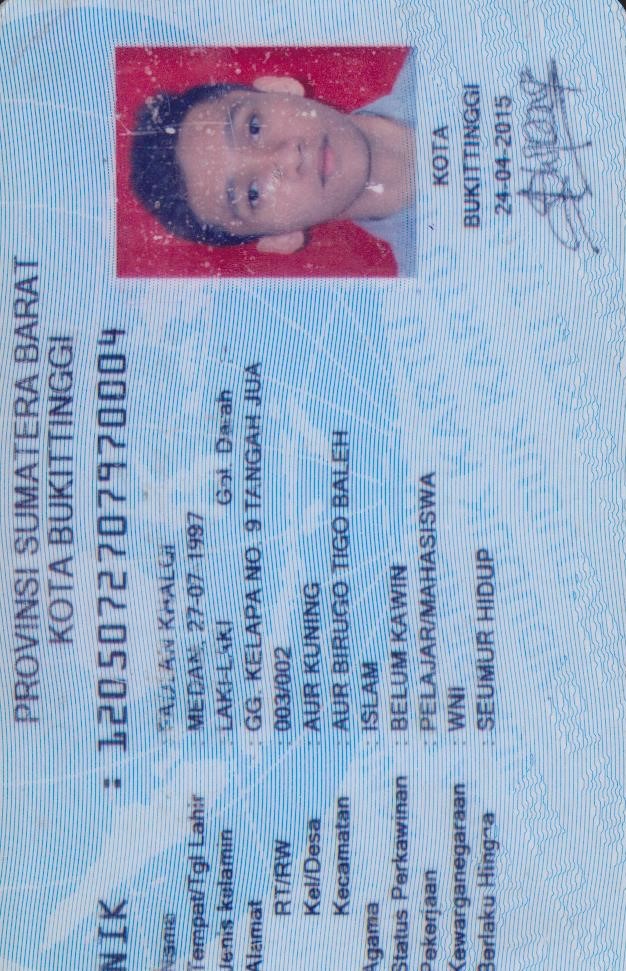 PROVINSI SUMATERA BARAT
KOTA BUKITTINGGI
NIK : 1205072707970004
Nama : FAUZAN KHALQI
Tempat/Tgl Lahir : MEDAN, 27-07-1997
Jenis kelamin : LAKI-LAKI Gol. Darah : -
Alamat : GG. KELAPA NO. 9 TANGAH JUA
RT/RW : 003/002
Kel/Desa : AUR KUNING
Kecamatan : AUR BIRUGO TIGO BALEH
Agama : ISLAM
Status Perkawinan : BELUM KAWIN
Pekerjaan : PELAJAR/MAHASISWA
Kewarganegaraan : WNI
Berlaku Hingga : SEUMUR HIDUP
KOTA
BUKITTINGGI
24-04-2015